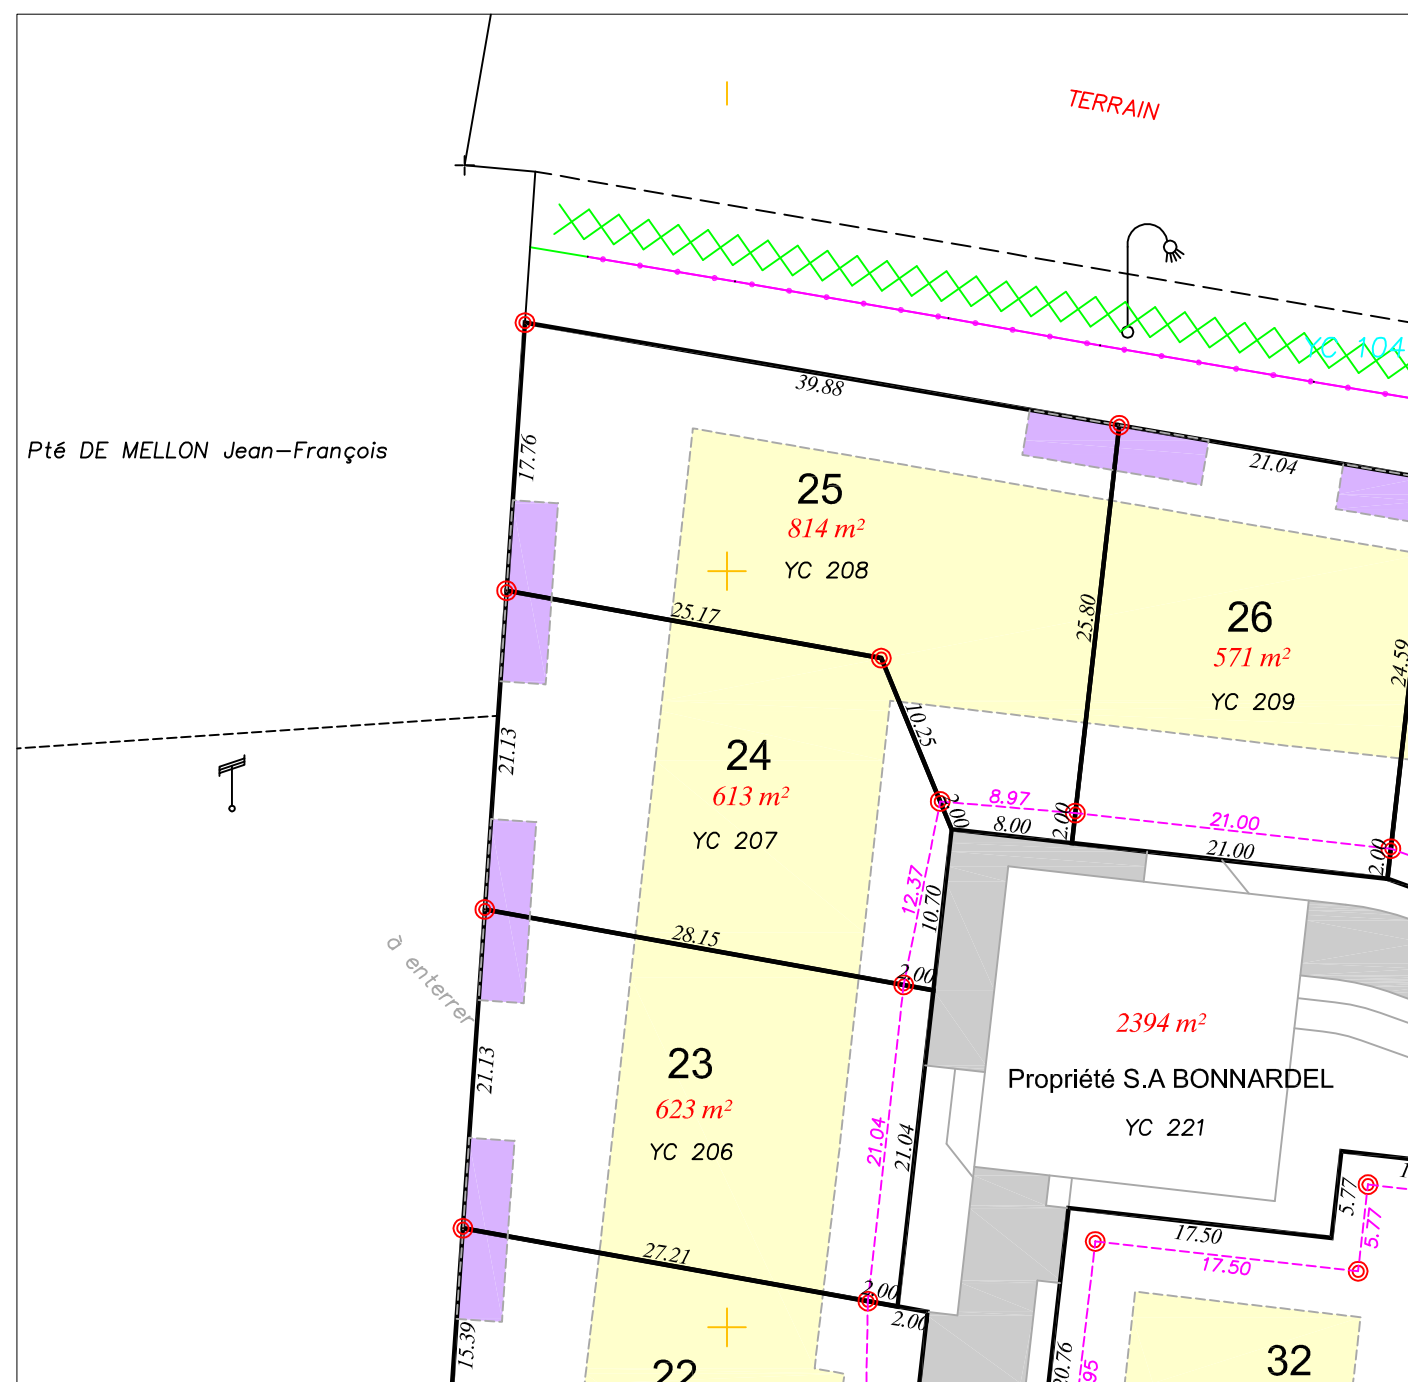 TERRAIN
YC 104
39.88
17.76
Pté DE MELLON Jean-François
21.04
25
814 m²
YC 208
25.17
25.80
26
571 m²
YC 209
24.59
10.25
21.13
24
613 m²
YC 207
2.00
8.97
8.00
2.00
21.00
21.00
2.00
12.37
10.70
28.15
2.00
à enterrer
2394 m²
Propriété S.A BONNARDEL
YC 221
21.13
23
623 m²
YC 206
21.04
21.04
5.77
5.77
17.50
17.50
27.21
2.00
2.00
15.39
22
20.76
95
32